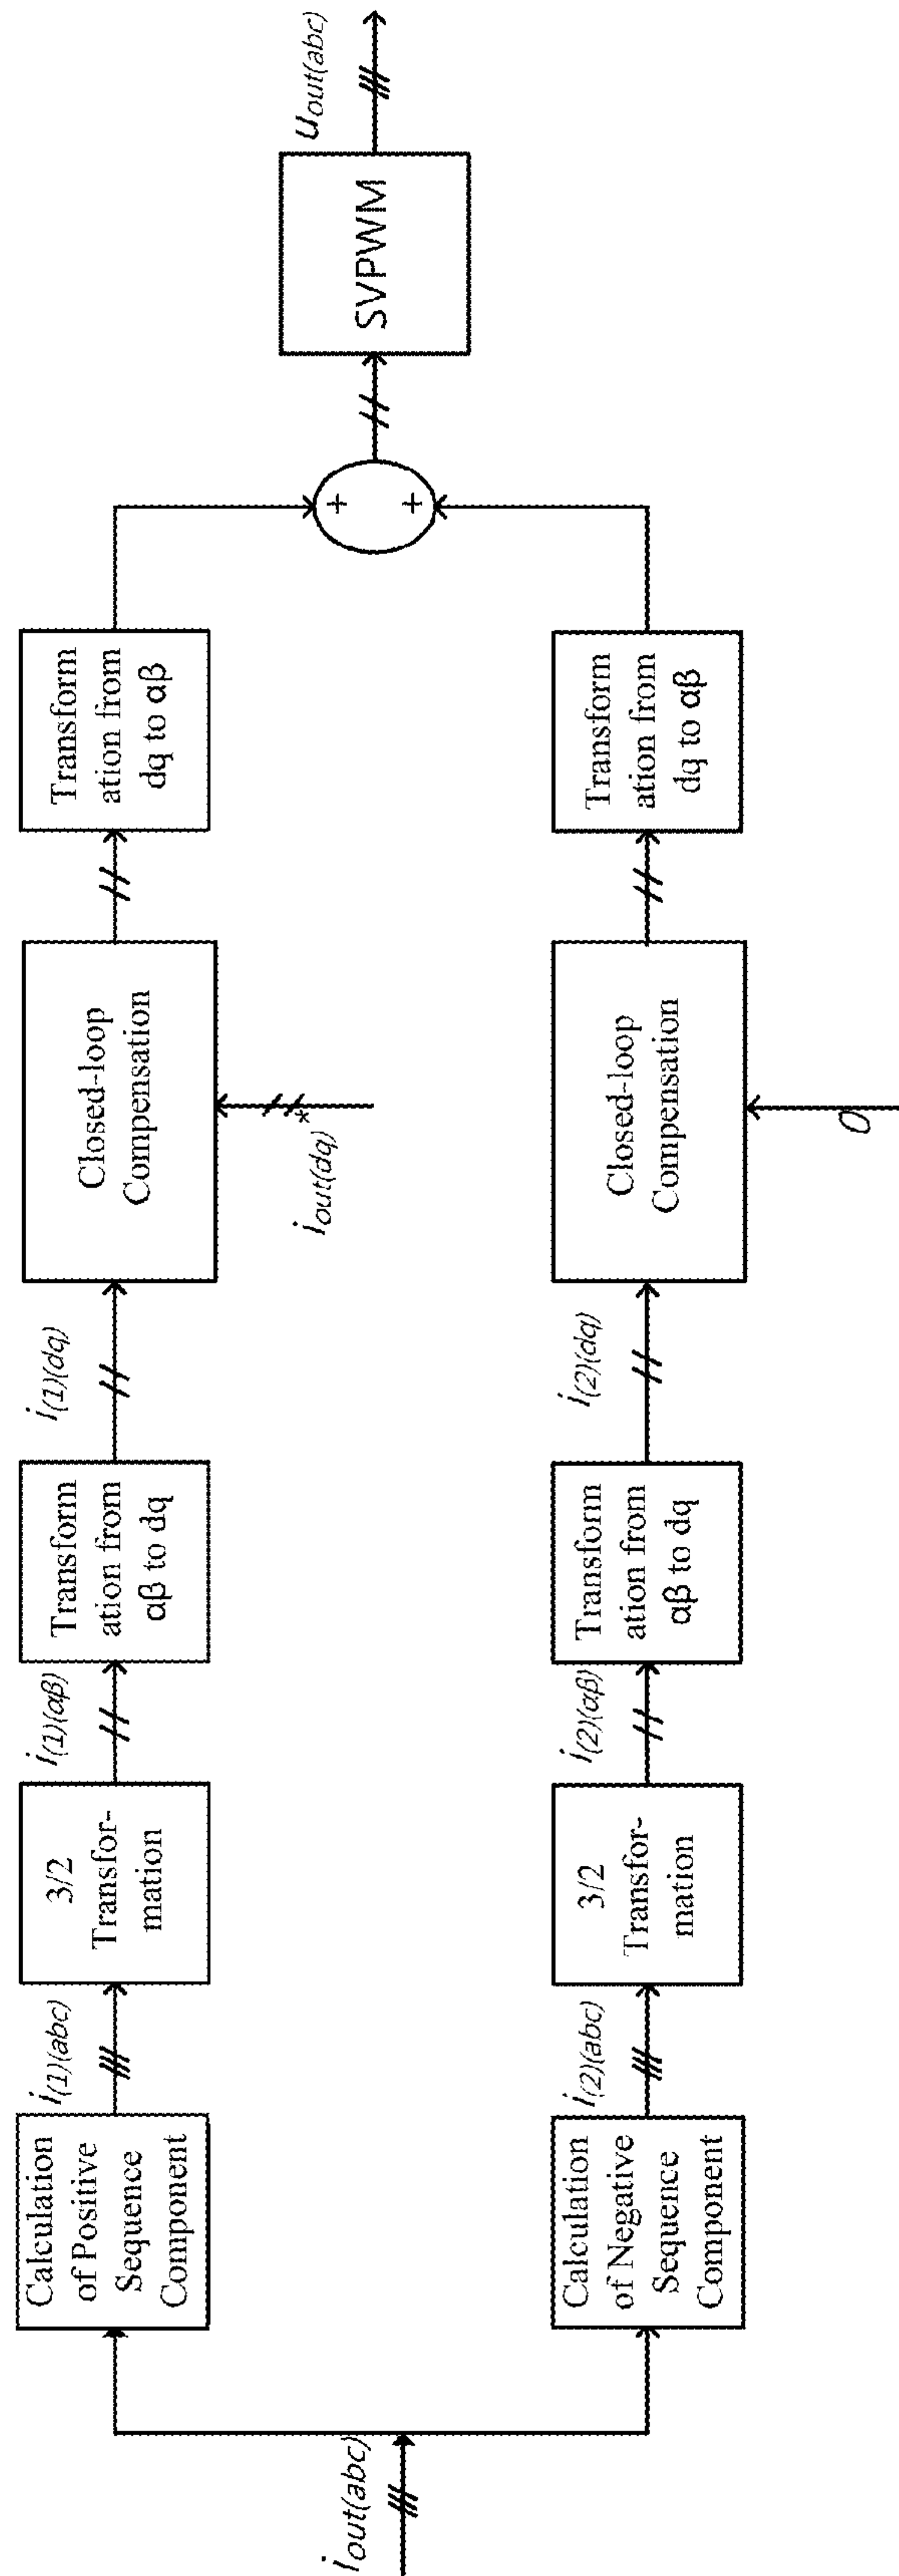 i_out(abc)
Calculation
of Positive
Sequence
Component
i_(1)(abc)
3/2
Transfor-
mation
i_(1)(αβ)
Transform
ation from
αβ to dq
i_(1)(dq)
Closed-loop
Compensation
i_out(dq)*
Transform
ation from
dq to αβ
Calculation
of Negative
Sequence
Component
i_(2)(abc)
3/2
Transfor-
mation
i_(2)(αβ)
Transform
ation from
αβ to dq
i_(2)(dq)
Closed-loop
Compensation
0
Transform
ation from
dq to αβ
+
+
SVPWM
u_out(abc)